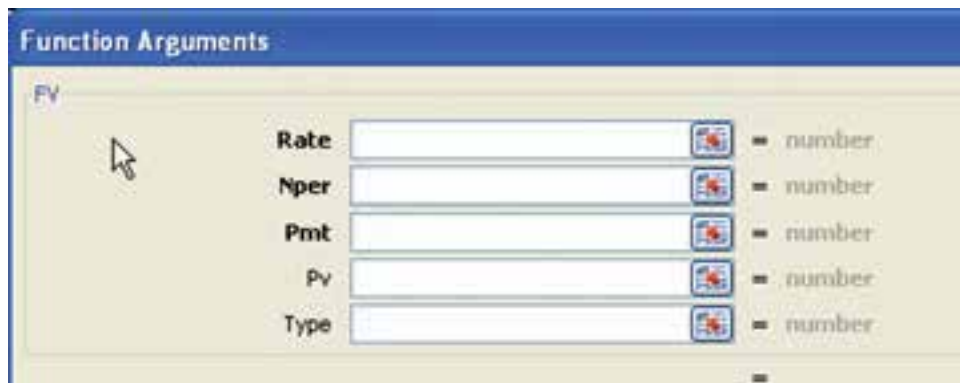 Function Arguments
FV
Rate = number
Nper = number
Pmt = number
Pv = number
Type = number
=